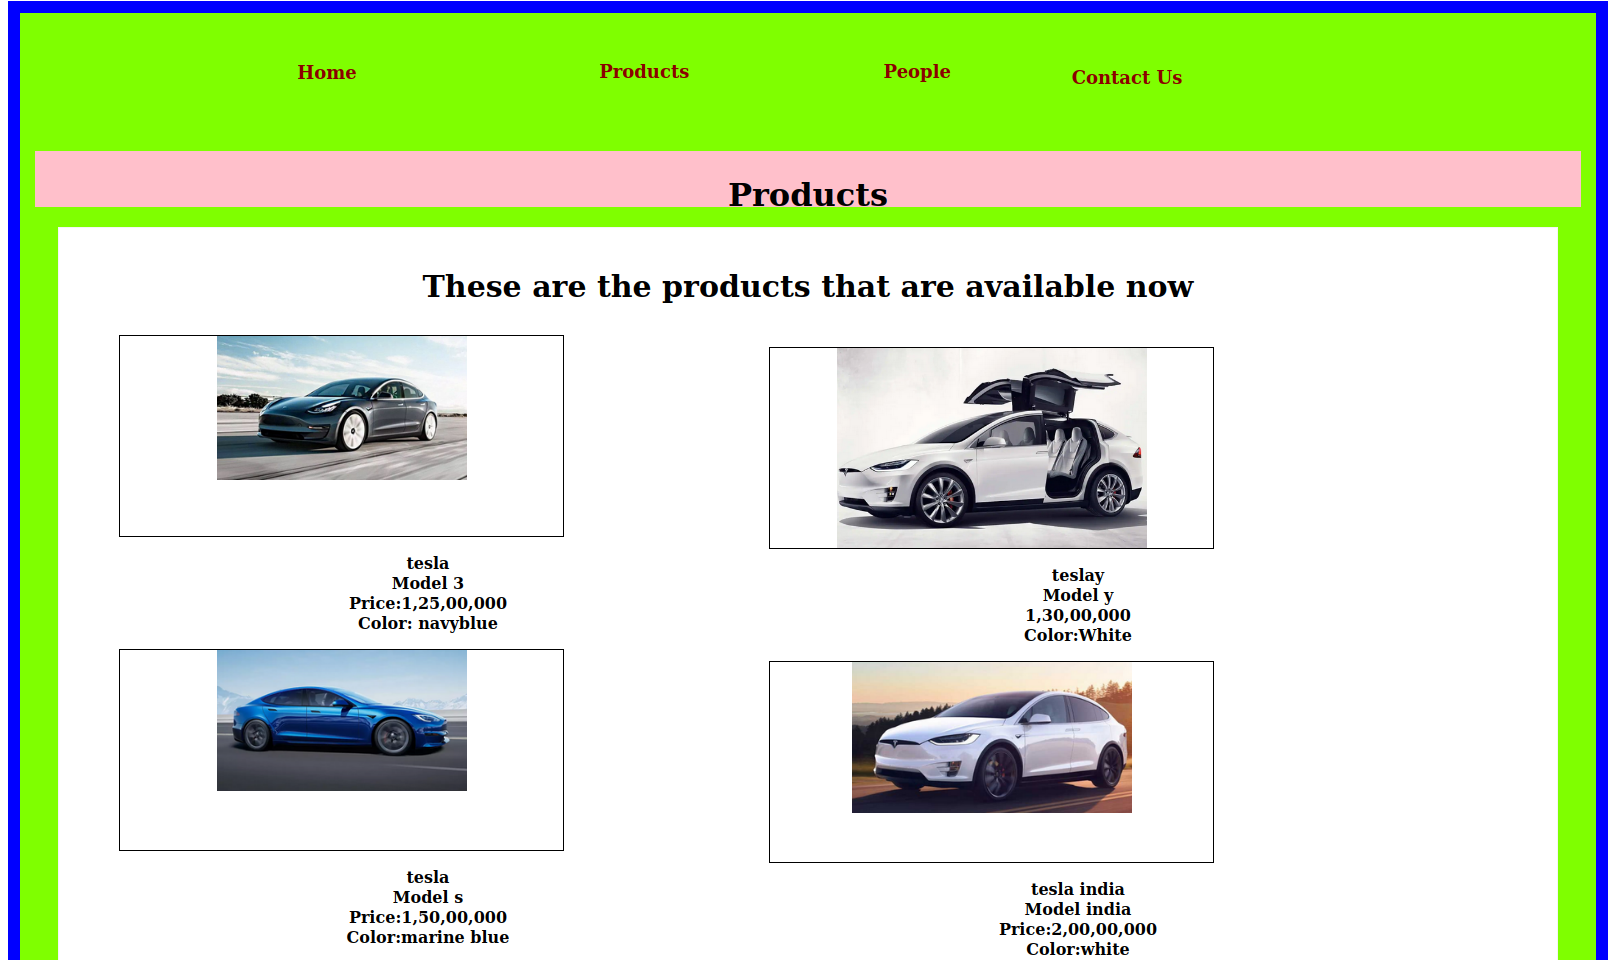 Home
Products
People
Contact Us
Products
These are the products that are available now
tesla
Model 3
Price:1,25,00,000
Color: navyblue
teslay
Model y
1,30,00,000
Color:White
tesla
Model s
Price:1,50,00,000
Color:marine blue
tesla india
Model india
Price:2,00,00,000
Color:white